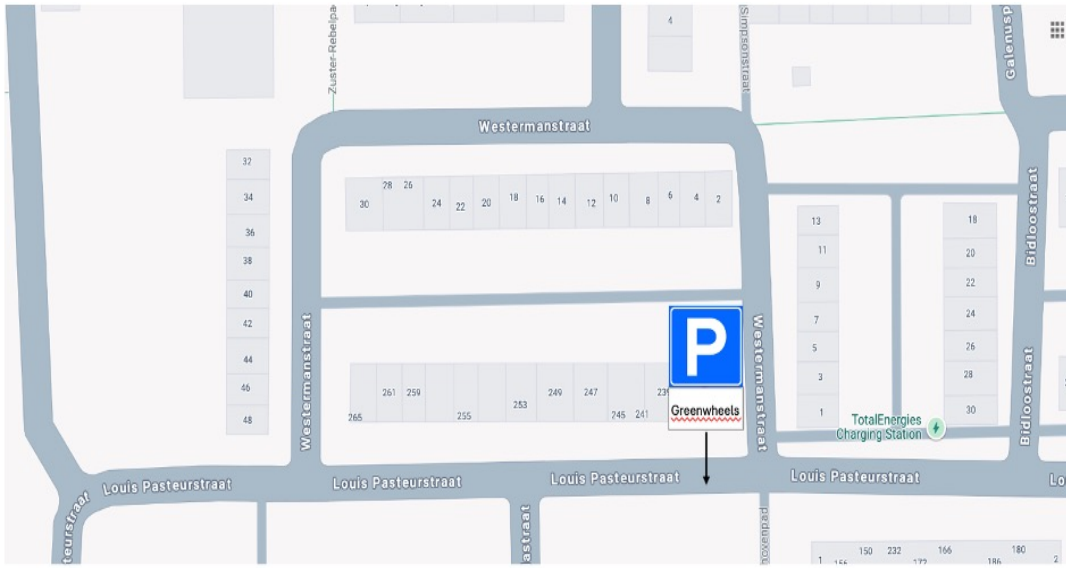 Zuster-Rebelpa
4
Simpsonstraat
Galenusp
Westermanstraat
32
34
36
38
40
42
44
46
48
30
28
26
24
22
20
18
16
14
12
10
8
6
4
2
13
11
9
7
5
3
1
18
20
22
24
26
28
30
Bidloostraat
Bidloostraat
Westermanstraat
Westermanstraat
P
Greenwheels
265
261
259
255
253
249
247
245
241
239
TotalEnergies
Charging Station
Louis Pasteurstraat
Louis Pasteurstraat
Louis Pasteurstraat
Louis Pasteurstraat
Lo
teurstraat
astraat
ovenpad
1
150
232
166
180
2
186